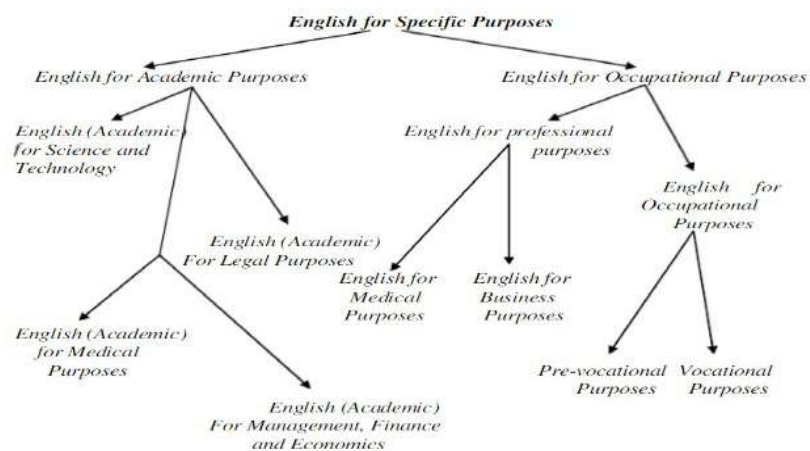 English for Specific Purposes
English for Academic Purposes
English for Occupational Purposes
English (Academic)
for Science and
Technology
English for professional
purposes
English for
Occupational
Purposes
English (Academic)
For Legal Purposes
English for
Medical
Purposes
English for
Business
Purposes
English (Academic)
for Medical
Purposes
Pre-vocational
Purposes
Vocational
Purposes
English (Academic)
For Management, Finance
and Economics